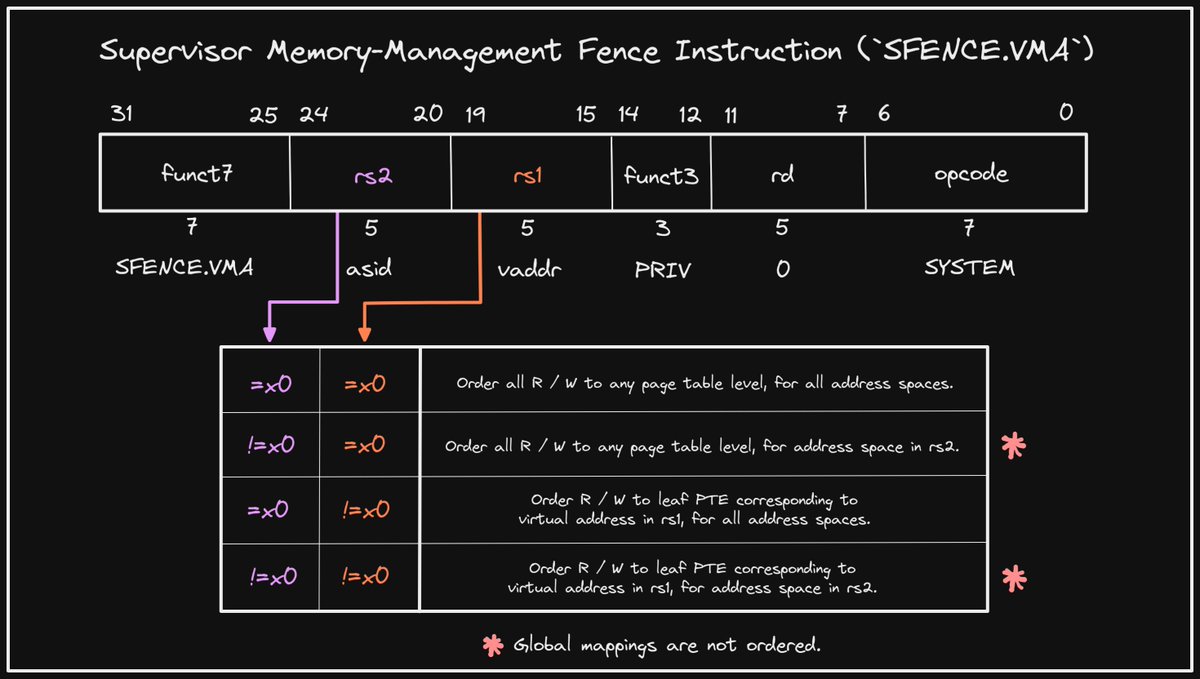 Supervisor Memory-Management Fence Instruction (`SFENCE.VMA`)
31 25 24 20 19 15 14 12 11 7 6 0
funct7 rs2 rs1 funct3 rd opcode
7 5 5 3 5 7
SFENCE.VMA asid vaddr PRIV 0 SYSTEM
=x0 =x0 Order all R / W to any page table level, for all address spaces.
!=x0 =x0 Order all R / W to any page table level, for address space in rs2. *
=x0 !=x0 Order R / W to leaf PTE corresponding to
virtual address in rs1, for all address spaces.
!=x0 !=x0 Order R / W to leaf PTE corresponding to
virtual address in rs1, for address space in rs2. *
* Global mappings are not ordered.